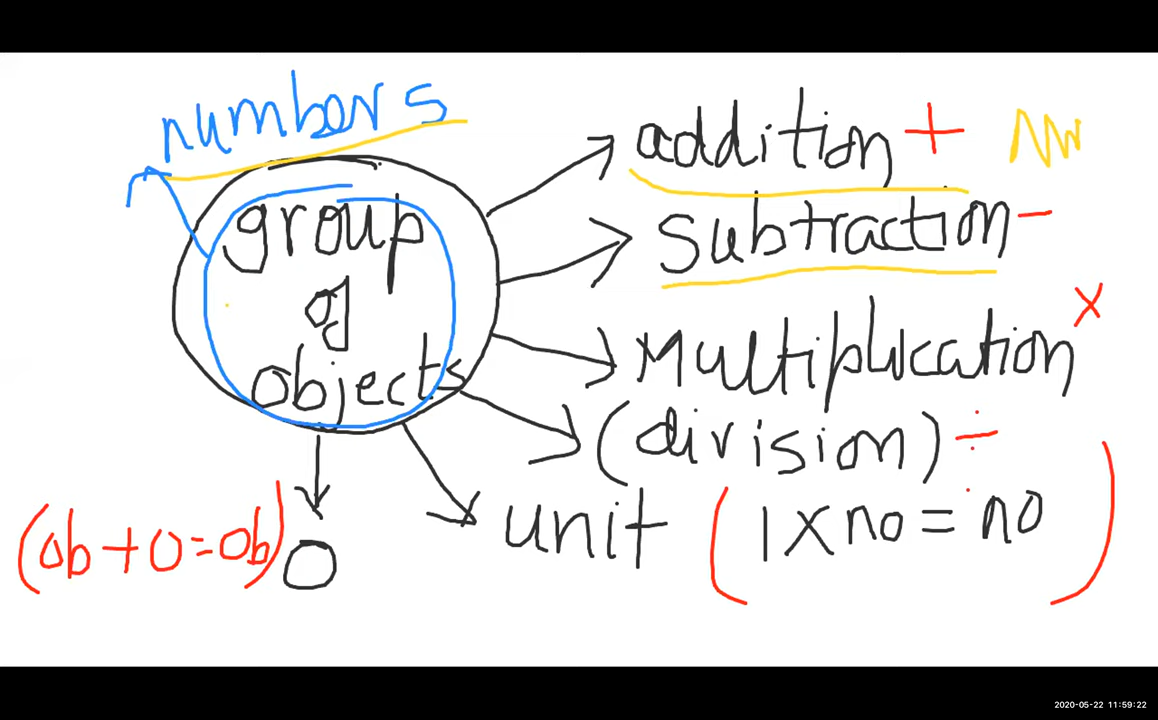 numbers
group
of
objects
addition +
subtraction -
Multiplication x
(division) ÷
unit (1 x no = no)
(ob + 0 = ob) 0
2020-05-22 11:59:22